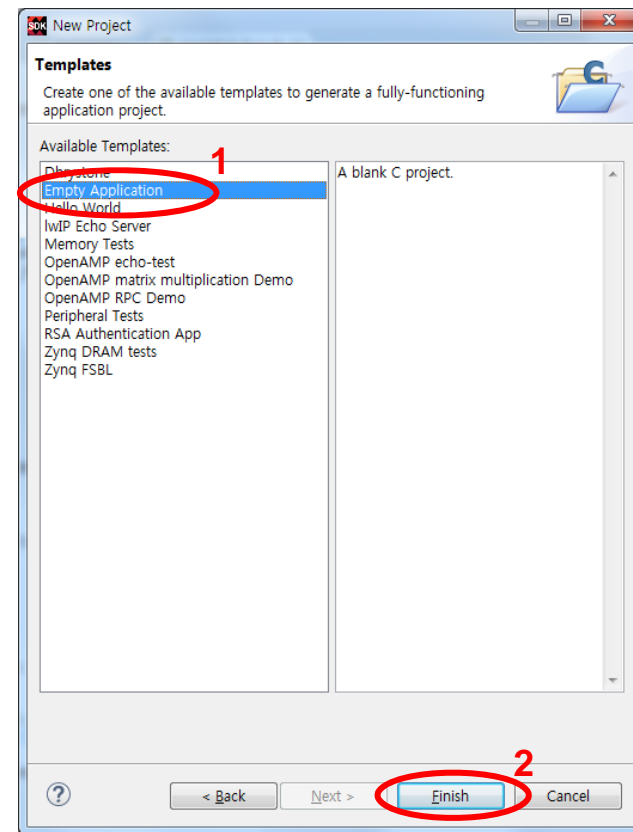 SDK New Project
Templates
Create one of the available templates to generate a fully-functioning
application project.
Available Templates:
1
Dhrystone
Empty Application
Hello World
lwIP Echo Server
Memory Tests
OpenAMP echo-test
OpenAMP matrix multiplication Demo
OpenAMP RPC Demo
Peripheral Tests
RSA Authentication App
Zynq DRAM tests
Zynq FSBL
A blank C project.
2
? < Back Next > Finish Cancel